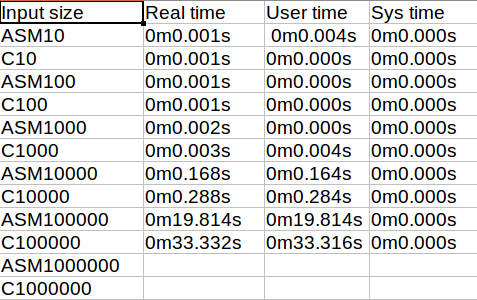 Input size Real time User time Sys time
ASM10 0m0.001s 0m0.004s 0m0.000s
C10 0m0.001s 0m0.000s 0m0.000s
ASM100 0m0.001s 0m0.000s 0m0.000s
C100 0m0.001s 0m0.000s 0m0.000s
ASM1000 0m0.002s 0m0.000s 0m0.000s
C1000 0m0.003s 0m0.004s 0m0.000s
ASM10000 0m0.168s 0m0.164s 0m0.000s
C10000 0m0.288s 0m0.284s 0m0.000s
ASM100000 0m19.814s 0m19.814s 0m0.000s
C100000 0m33.332s 0m33.316s 0m0.000s
ASM1000000
C1000000